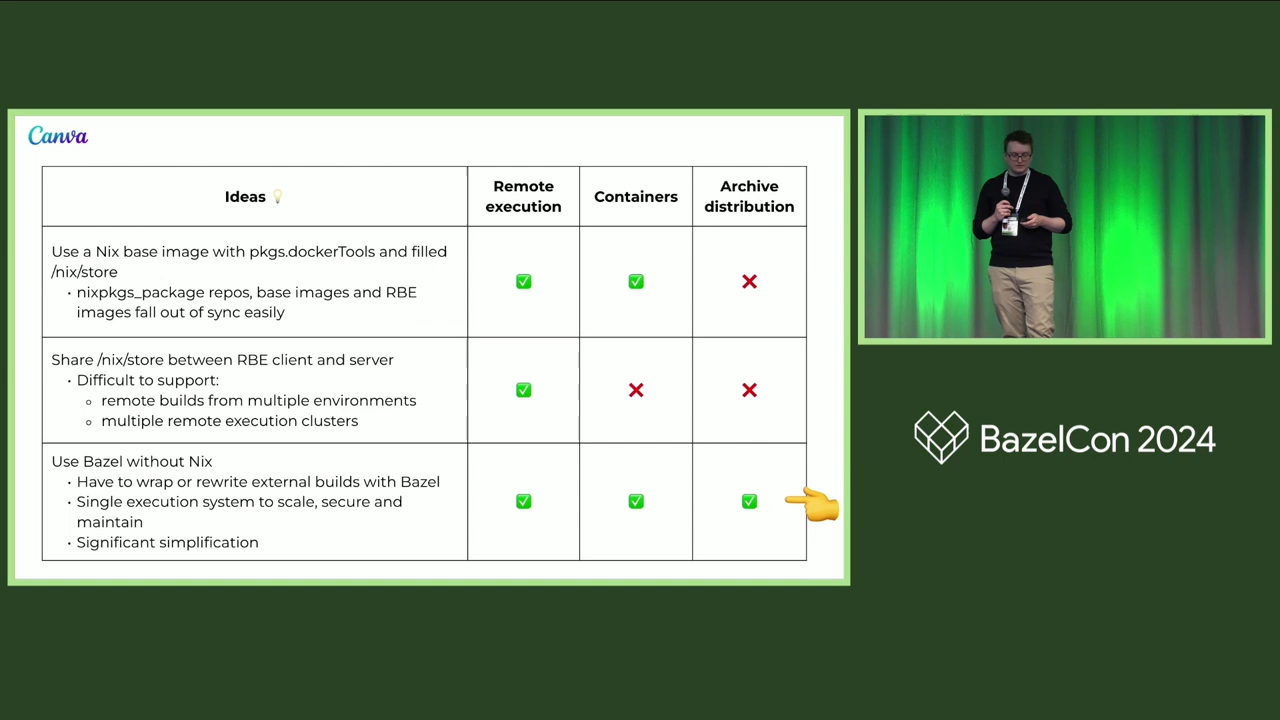 Canva
Ideas 💡
Remote
execution
Containers
Archive
distribution
Use a Nix base image with pkgs.dockerTools and filled
/nix/store
• nixpkgs_package repos, base images and RBE
images fall out of sync easily
✅ ✅ ❌
Share /nix/store between RBE client and server
• Difficult to support:
◦ remote builds from multiple environments
◦ multiple remote execution clusters
✅ ❌ ❌
Use Bazel without Nix
• Have to wrap or rewrite external builds with Bazel
• Single execution system to scale, secure and
maintain
• Significant simplification
✅ ✅ ✅
BazelCon 2024